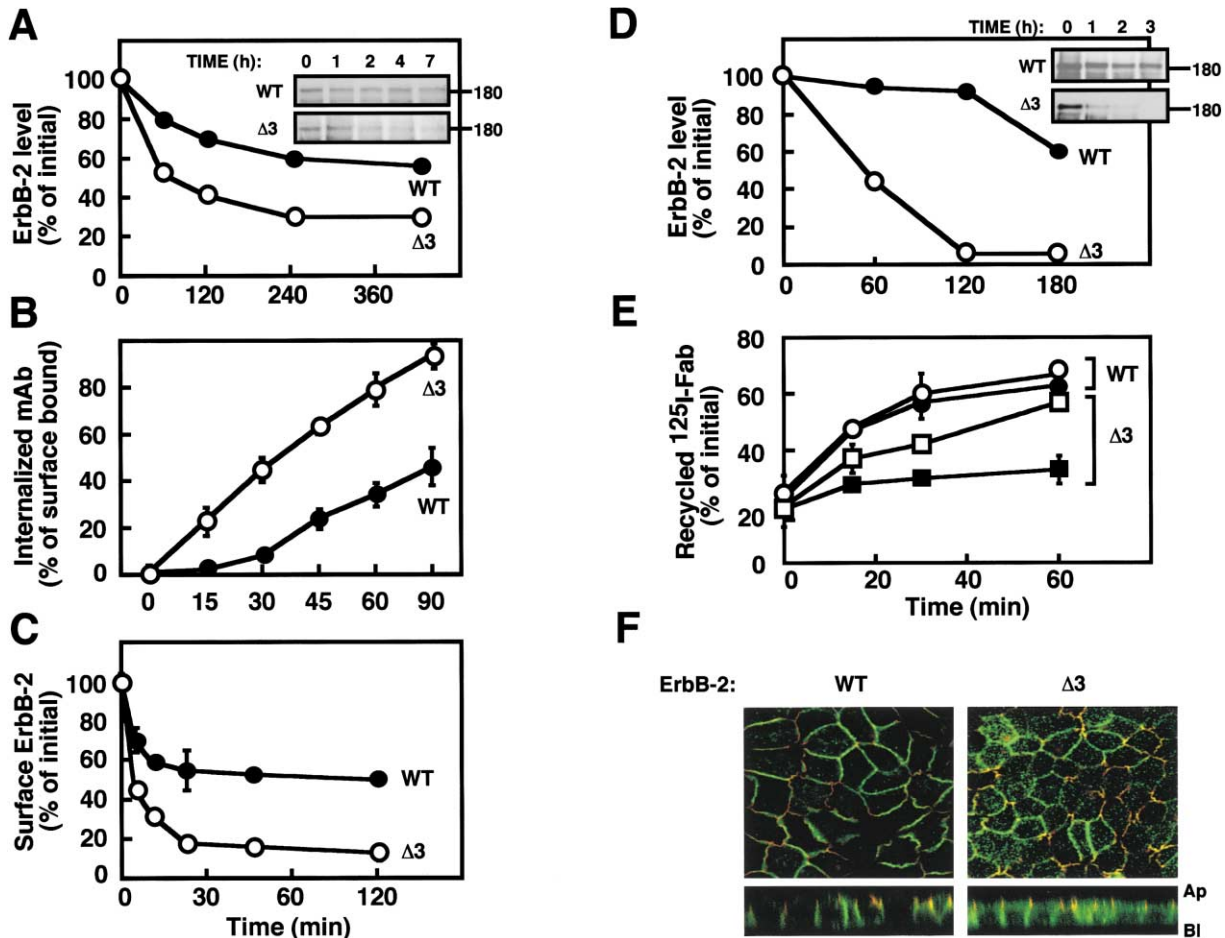 A
ErbB-2 level
(% of initial)
100
80
60
40
20
0
0 120 240 360
TIME (h): 0 1 2 4 7
WT 180
Δ3 180
WT
Δ3
B
Internalized mAb
(% of surface bound)
80
60
40
20
0
0 15 30 45 60 90
Δ3
WT
C
Surface ErbB-2
(% of initial)
100
80
60
40
20
0
0 30 60 120
Time (min)
WT
Δ3
D
ErbB-2 level
(% of initial)
100
80
60
40
20
0
0 60 120 180
TIME (h): 0 1 2 3
WT 180
Δ3 180
WT
Δ3
E
Recycled 125I-Fab
(% of initial)
80
60
40
20
0
0 20 40 60
Time (min)
WT
Δ3
F
ErbB-2: WT Δ3
Ap
Bl